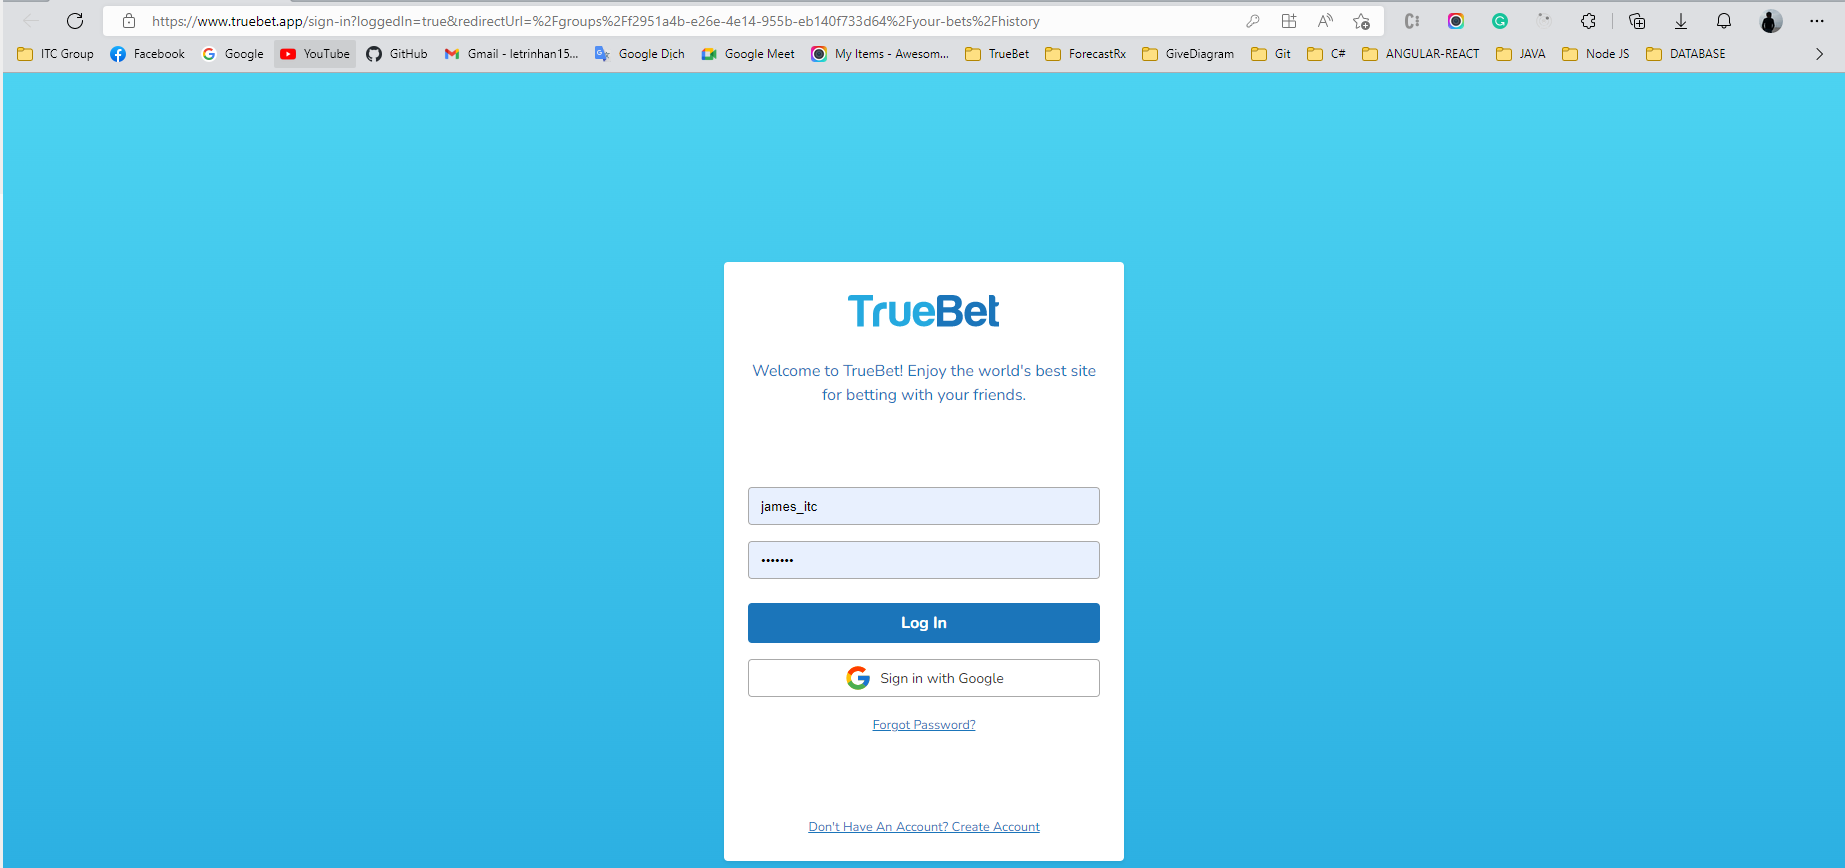 https://www.truebet.app/sign-in?loggedIn=true&redirectUrl=%2Fgroups%2Ff2951a4b-e26e-4e14-955b-eb140f733d64%2Fyour-bets%2Fhistory
ITC Group Facebook Google YouTube GitHub Gmail - letrinhan15... Google Dịch Google Meet My Items - Awesom... TrueBet ForecastRx GiveDiagram Git C# ANGULAR-REACT JAVA Node JS DATABASE
TrueBet
Welcome to TrueBet! Enjoy the world's best site
for betting with your friends.
james_itc
•••••••
Log In
Sign in with Google
Forgot Password?
Don't Have An Account? Create Account